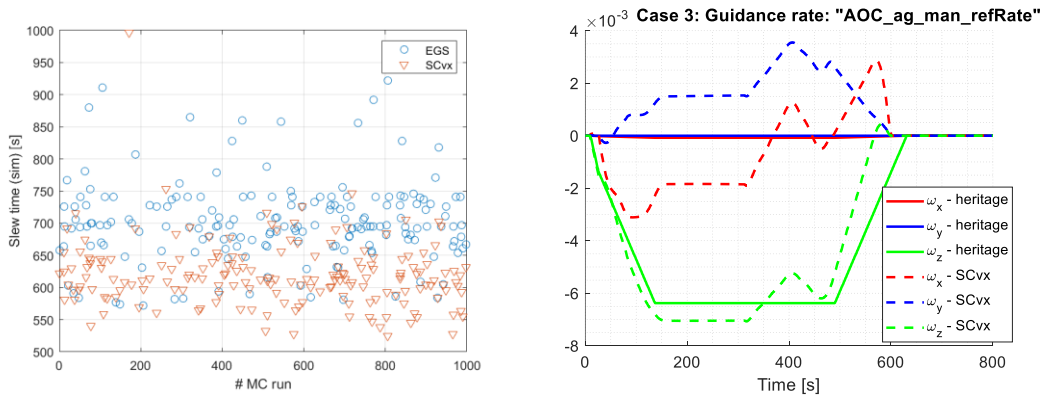 1000
950
900
850
800
750
700
650
600
550
500
Slew time (sim) [s]
0
200
400
600
800
1000
# MC run
EGS
SCvx
Case 3: Guidance rate: "AOC_ag_man_refRate"
×10⁻³
4
2
0
-2
-4
-6
-8
0
200
400
600
800
Time [s]
ωx - heritage
ωy - heritage
ωz - heritage
ωx - SCvx
ωy - SCvx
ωz - SCvx